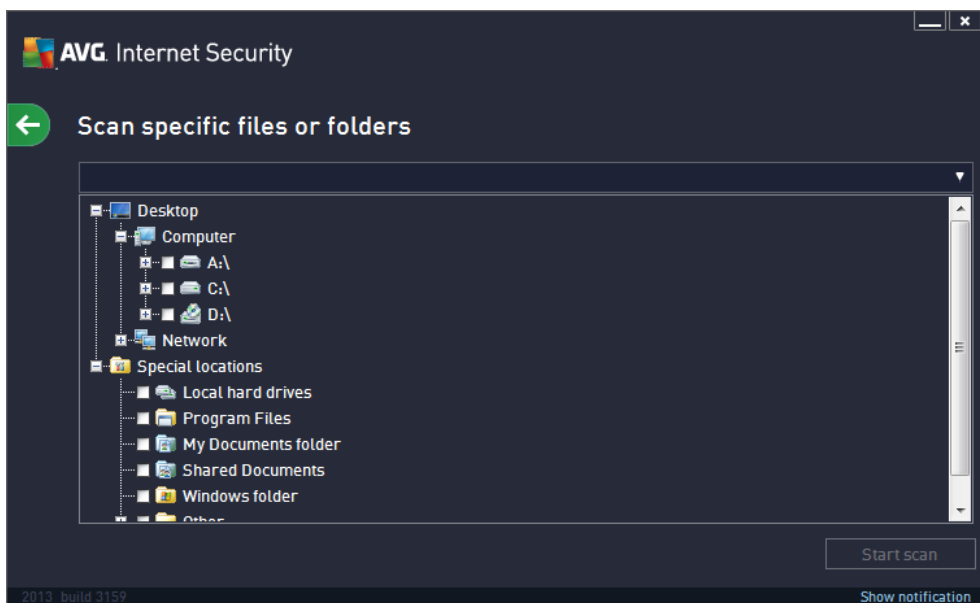 AVG. Internet Security
Scan specific files or folders
Desktop
Computer
A:\
C:\
D:\
Network
Special locations
Local hard drives
Program Files
My Documents folder
Shared Documents
Windows folder
Other
Start scan
2013 build 3159
Show notification